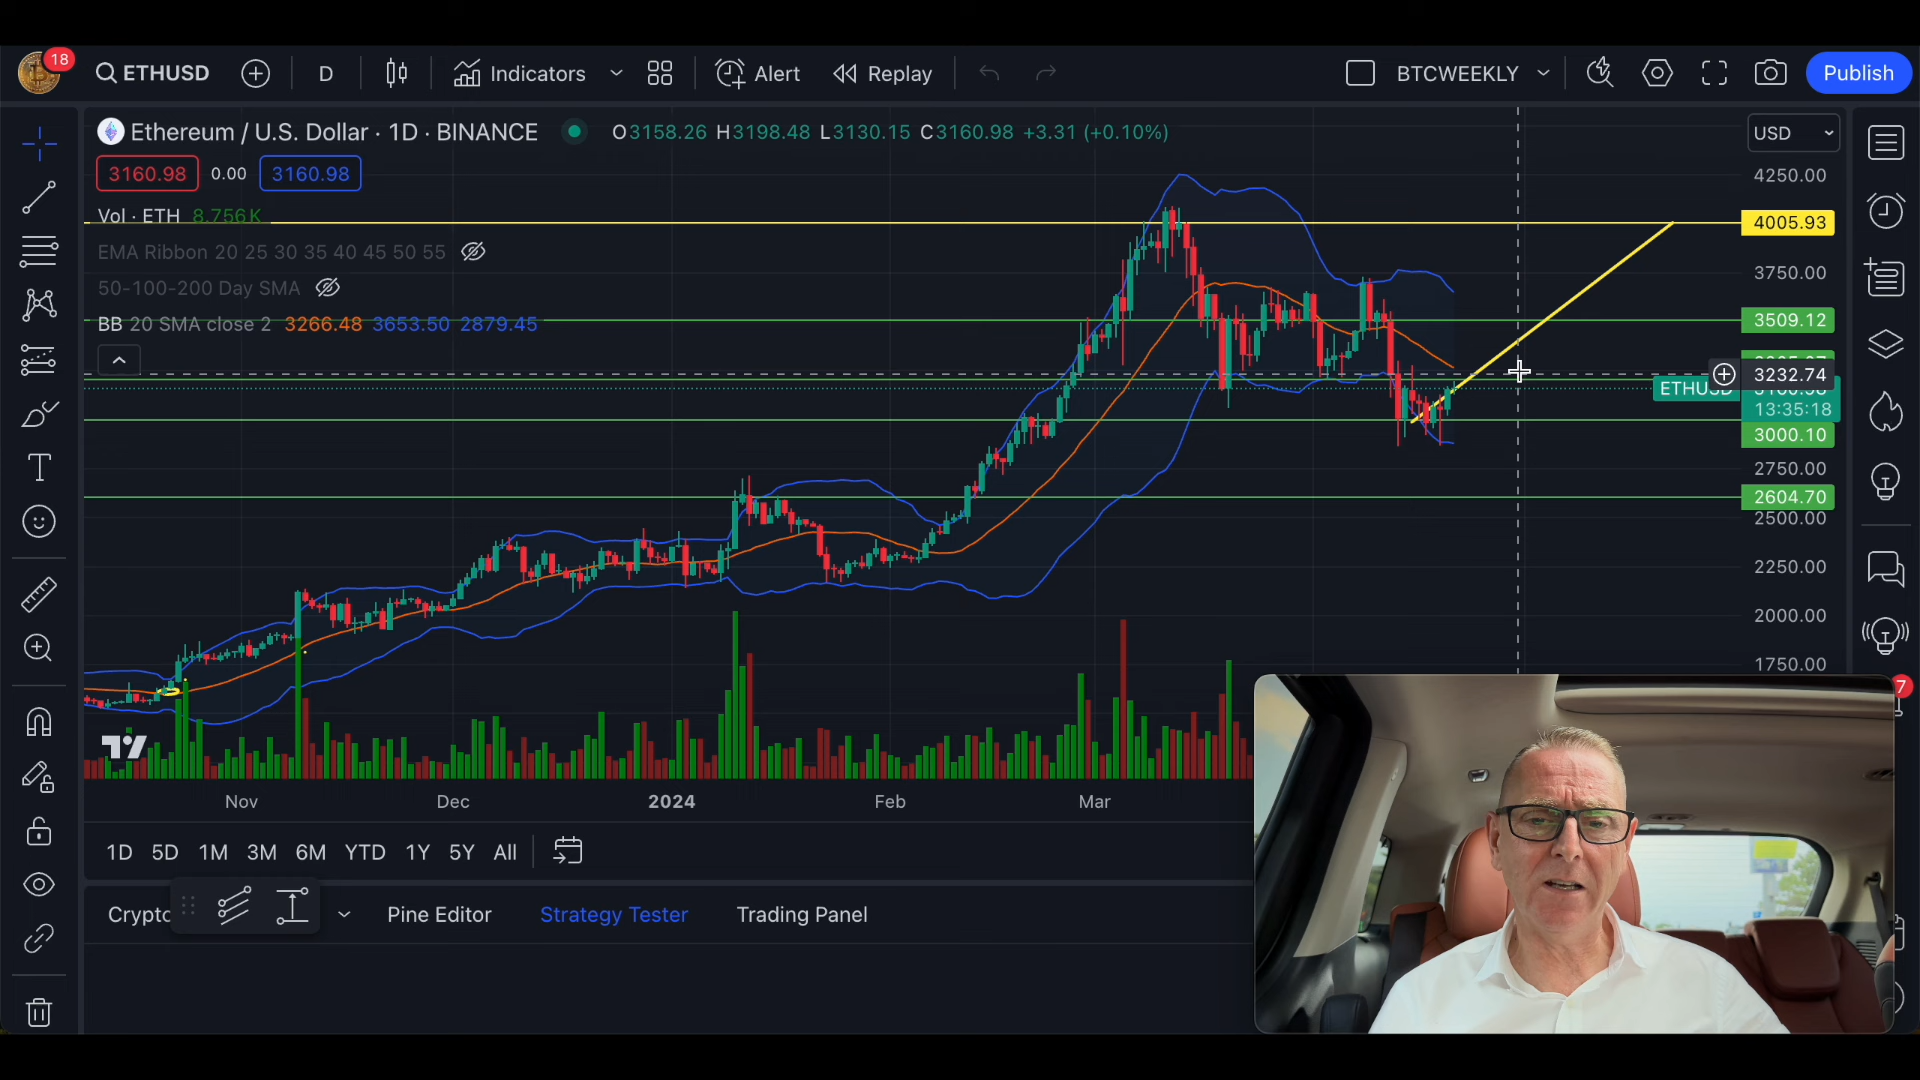 18
ETHUSD
D
Indicators
Alert
Replay
BTCWEEKLY
Publish
Ethereum / U.S. Dollar · 1D · BINANCE
O3158.26 H3198.48 L3130.15 C3160.98 +3.31 (+0.10%)
USD
3160.98 0.00 3160.98
4250.00
Vol · ETH 8.756K
4005.93
EMA Ribbon 20 25 30 35 40 45 50 55
3750.00
50-100-200 Day SMA
BB 20 SMA close 2 3266.48 3653.50 2879.45
3509.12
3232.74
ETHUSD
13:35:18
3000.10
2750.00
2604.70
2500.00
2250.00
2000.00
1750.00
7
Nov Dec 2024 Feb Mar
1D 5D 1M 3M 6M YTD 1Y 5Y All
Crypto
Pine Editor
Strategy Tester
Trading Panel